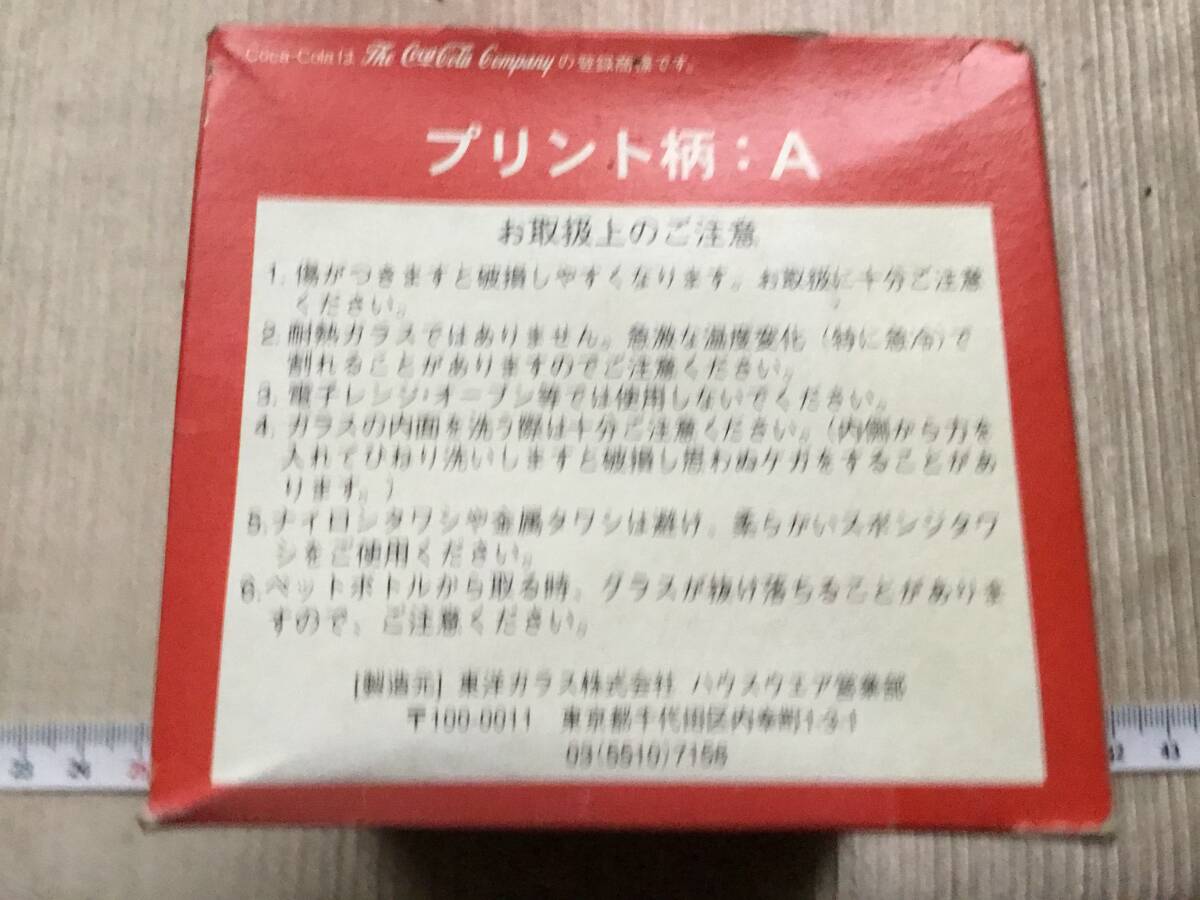 Coca-Colaは The Coca-Cola Company の登録商標です。
プリント柄：A
お取扱上のご注意
1. 傷がつきますと破損しやすくなります。お取扱に十分ご注意
ください。
2. 耐熱ガラスではありません。急激な温度変化（特に急冷）で
割れることがありますのでご注意ください。
3. 電子レンジ・オーブン等では使用しないでください。
4. ガラスの内面を洗う際は十分ご注意ください。（内側から力を
入れてひねり洗いしますと破損し思わぬケガをすることがあ
ります。）
5. ナイロンタワシや金属タワシは避け、柔らかいスポンジタワ
シをご使用ください。
6. ペットボトルから取る時、グラスが抜け落ちることがありま
すので、ご注意ください。
[製造元] 東洋ガラス株式会社 ハウスウエア営業部
〒100-0011 東京都千代田区内幸町1-3-1
03(5510)7156
42 43